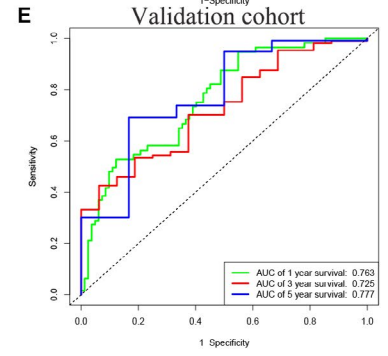 1-Specificity
E
Validation cohort
1.0
0.8
0.6
0.4
0.2
0.0
Sensitivity
AUC of 1 year survival: 0.763
AUC of 3 year survival: 0.725
AUC of 5 year survival: 0.777
0.0 0.2 0.4 0.6 0.8 1.0
1 Specificity